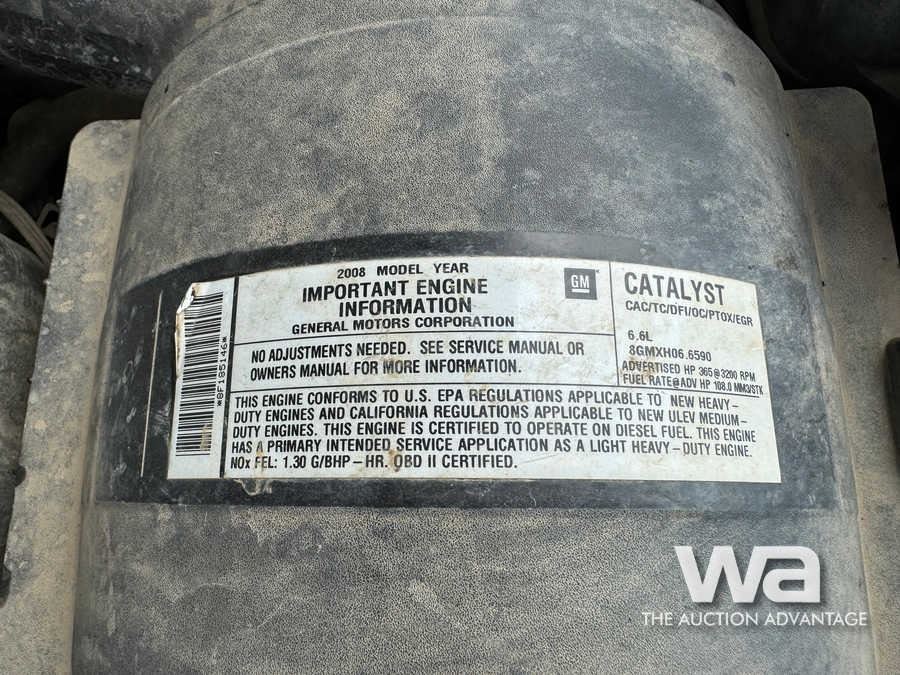 2008 MODEL YEAR
IMPORTANT ENGINE
INFORMATION
GENERAL MOTORS CORPORATION
GM
CATALYST
CAC/TC/DFI/OC/PTOX/EGR
6.6L
8GMXH06.6590
ADVERTISED HP 365@3200 RPM
FUEL RATE@ADV HP 108.0 MM3/STK
NO ADJUSTMENTS NEEDED. SEE SERVICE MANUAL OR
OWNERS MANUAL FOR MORE INFORMATION.
THIS ENGINE CONFORMS TO U.S. EPA REGULATIONS APPLICABLE TO NEW HEAVY–
DUTY ENGINES AND CALIFORNIA REGULATIONS APPLICABLE TO NEW ULEV MEDIUM–
DUTY ENGINES. THIS ENGINE IS CERTIFIED TO OPERATE ON DIESEL FUEL. THIS ENGINE
HAS A PRIMARY INTENDED SERVICE APPLICATION AS A LIGHT HEAVY–DUTY ENGINE.
NOx FEL: 1.30 G/BHP–HR. OBD II CERTIFIED.
*8F185146*
wa
THE AUCTION ADVANTAGE